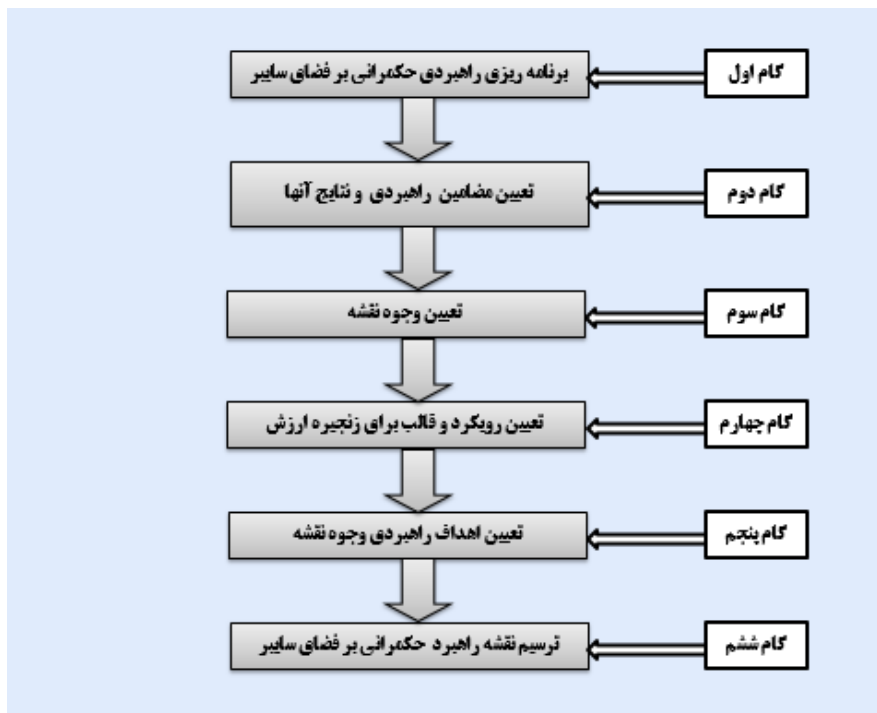 گام اول
برنامه ریزی راهبردی حکمرانی بر فضای سایبر
گام دوم
تعیین مضامین راهبردی و نتایج آنها
گام سوم
تعیین وجوه نقشه
گام چهارم
تعیین رویکرد و قالب برای زنجیره ارزش
گام پنجم
تعیین اهداف راهبردی وجوه نقشه
گام ششم
ترسیم نقشه راهبرد حکمرانی بر فضای سایبر